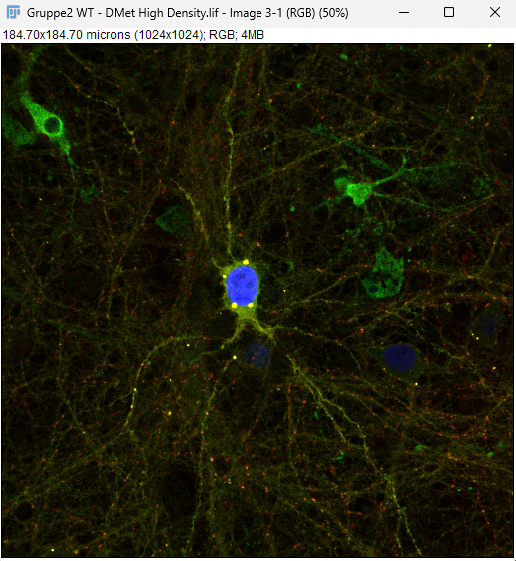 Gruppe2 WT - DMet High Density.lif - Image 3-1 (RGB) (50%)
184.70x184.70 microns (1024x1024); RGB; 4MB